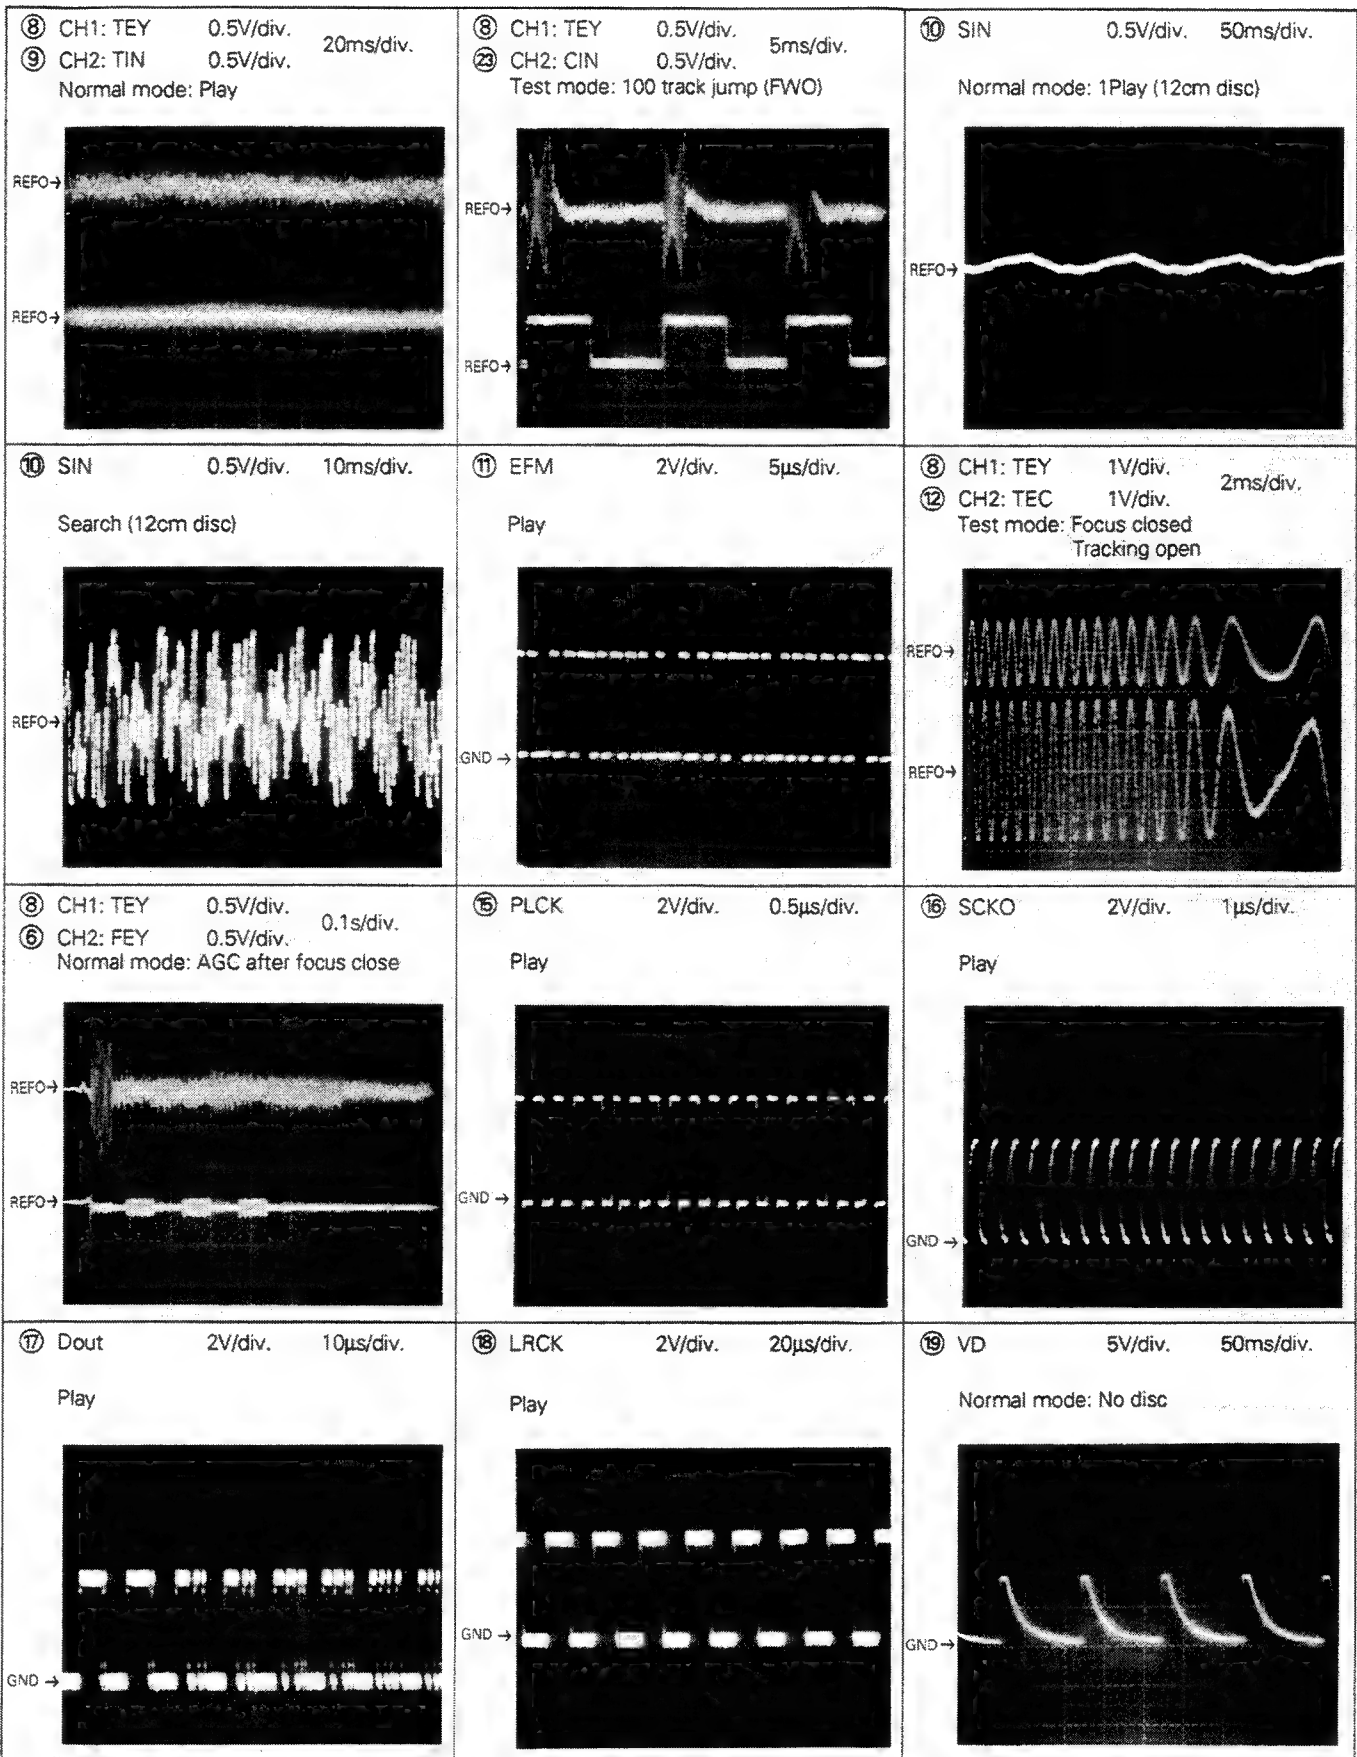 ⑧ CH1: TEY 0.5V/div. 20ms/div.
⑨ CH2: TIN 0.5V/div.
Normal mode: Play
REFO→
REFO→
⑧ CH1: TEY 0.5V/div. 5ms/div.
㉓ CH2: CIN 0.5V/div.
Test mode: 100 track jump (FWO)
REFO→
REFO→
⑩ SIN 0.5V/div. 50ms/div.
Normal mode: 1Play (12cm disc)
REFO→
⑩ SIN 0.5V/div. 10ms/div.
Search (12cm disc)
REFO→
⑪ EFM 2V/div. 5µs/div.
Play
GND →
⑧ CH1: TEY 1V/div. 2ms/div.
⑫ CH2: TEC 1V/div.
Test mode: Focus closed
Tracking open
REFO→
REFO→
⑧ CH1: TEY 0.5V/div. 0.1s/div.
⑥ CH2: FEY 0.5V/div.
Normal mode: AGC after focus close
REFO→
REFO→
⑮ PLCK 2V/div. 0.5µs/div.
Play
GND →
⑯ SCKO 2V/div. 1µs/div.
Play
GND →
⑰ Dout 2V/div. 10µs/div.
Play
GND →
⑱ LRCK 2V/div. 20µs/div.
Play
GND →
⑲ VD 5V/div. 50ms/div.
Normal mode: No disc
GND→